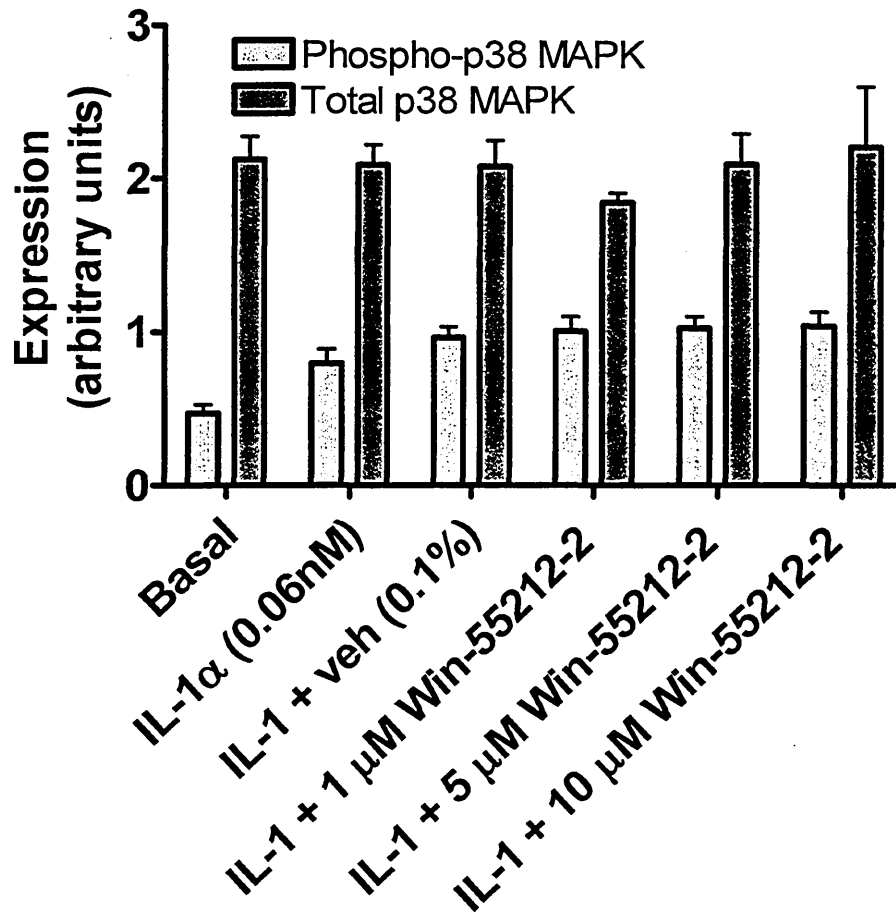 3
Phospho-p38 MAPK
Total p38 MAPK
2
1
0
Expression
(arbitrary units)
Basal
IL-1α (0.06nM)
IL-1 + veh (0.1%)
IL-1 + 1 μM Win-55212-2
IL-1 + 5 μM Win-55212-2
IL-1 + 10 μM Win-55212-2